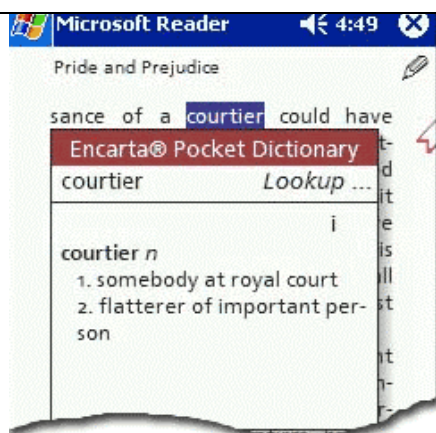 Microsoft Reader 4:49
Pride and Prejudice
sance of a courtier could have
Encarta® Pocket Dictionary
courtier Lookup ...
i
courtier n
1. somebody at royal court
2. flatterer of important per-
son